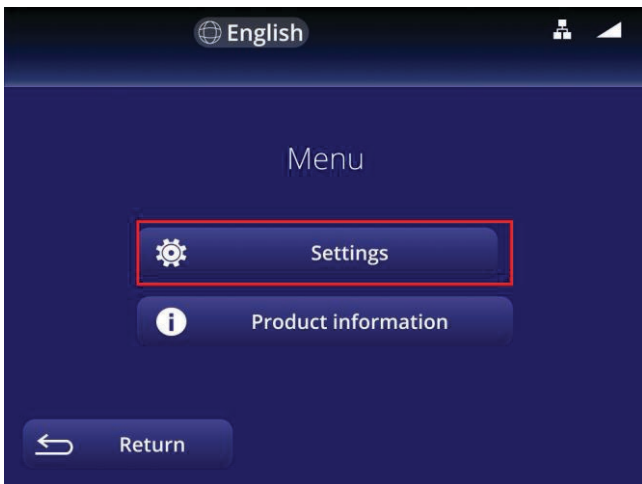 English
Menu
Settings
Product information
Return